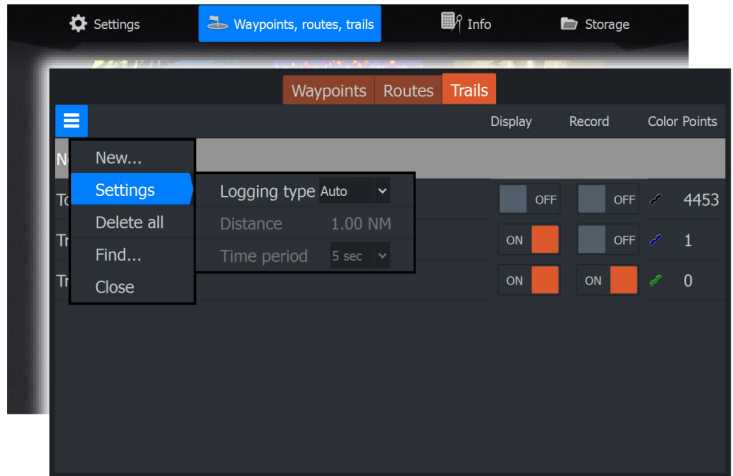 Settings
Waypoints, routes, trails
Info
Storage
Waypoints Routes Trails
Display Record Color Points
New...
Settings
Logging type Auto
OFF OFF 4453
Delete all
Distance 1.00 NM
ON OFF 1
Find...
Time period 5 sec
Close
ON ON 0